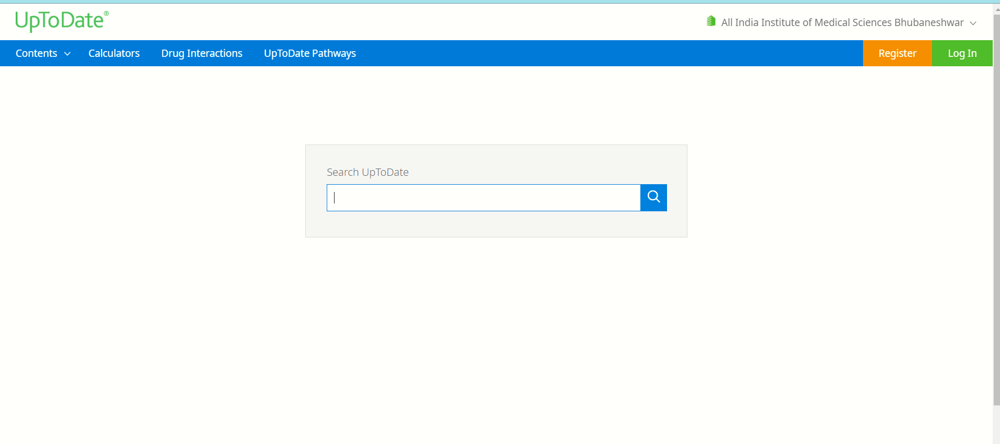 UpToDate®
All India Institute of Medical Sciences Bhubaneshwar
Contents Calculators Drug Interactions UpToDate Pathways Register Log In
Search UpToDate